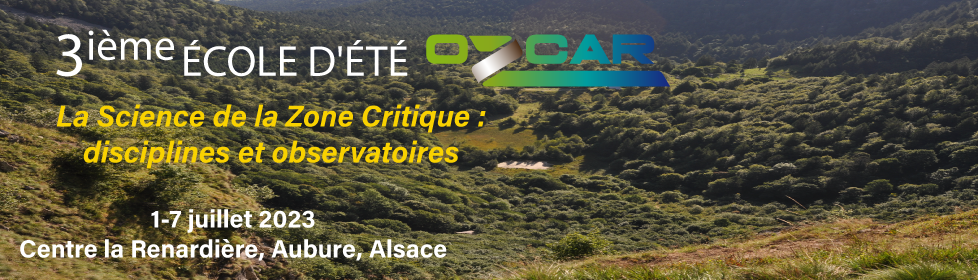 3ième ÉCOLE D'ÉTÉ OZCAR
La Science de la Zone Critique :
disciplines et observatoires
1-7 juillet 2023
Centre la Renardière, Aubure, Alsace